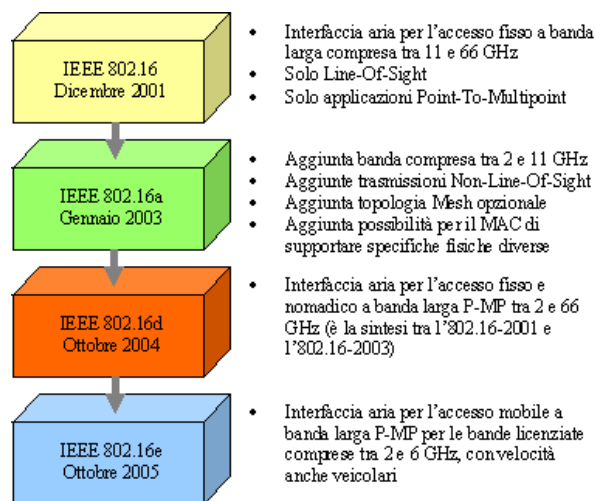 IEEE 802.16
Dicembre 2001
• Interfaccia aria per l'accesso fisso a banda
larga compresa tra 11 e 66 GHz
• Solo Line-Of-Sight
• Solo applicazioni Point-To-Multipoint
IEEE 802.16a
Gennaio 2003
• Aggiunta banda compresa tra 2 e 11 GHz
• Aggiunte trasmissioni Non-Line-Of-Sight
• Aggiunta topologia Mesh opzionale
• Aggiunta possibilità per il MAC di
supportare specifiche fisiche diverse
IEEE 802.16d
Ottobre 2004
• Interfaccia aria per l'accesso fisso e
nomadico a banda larga P-MP tra 2 e 66
GHz (è la sintesi tra l'802.16-2001 e
l'802.16-2003)
IEEE 802.16e
Ottobre 2005
• Interfaccia aria per l'accesso mobile a
banda larga P-MP per le bande licenziate
comprese tra 2 e 6 GHz, con velocità
anche veicolari